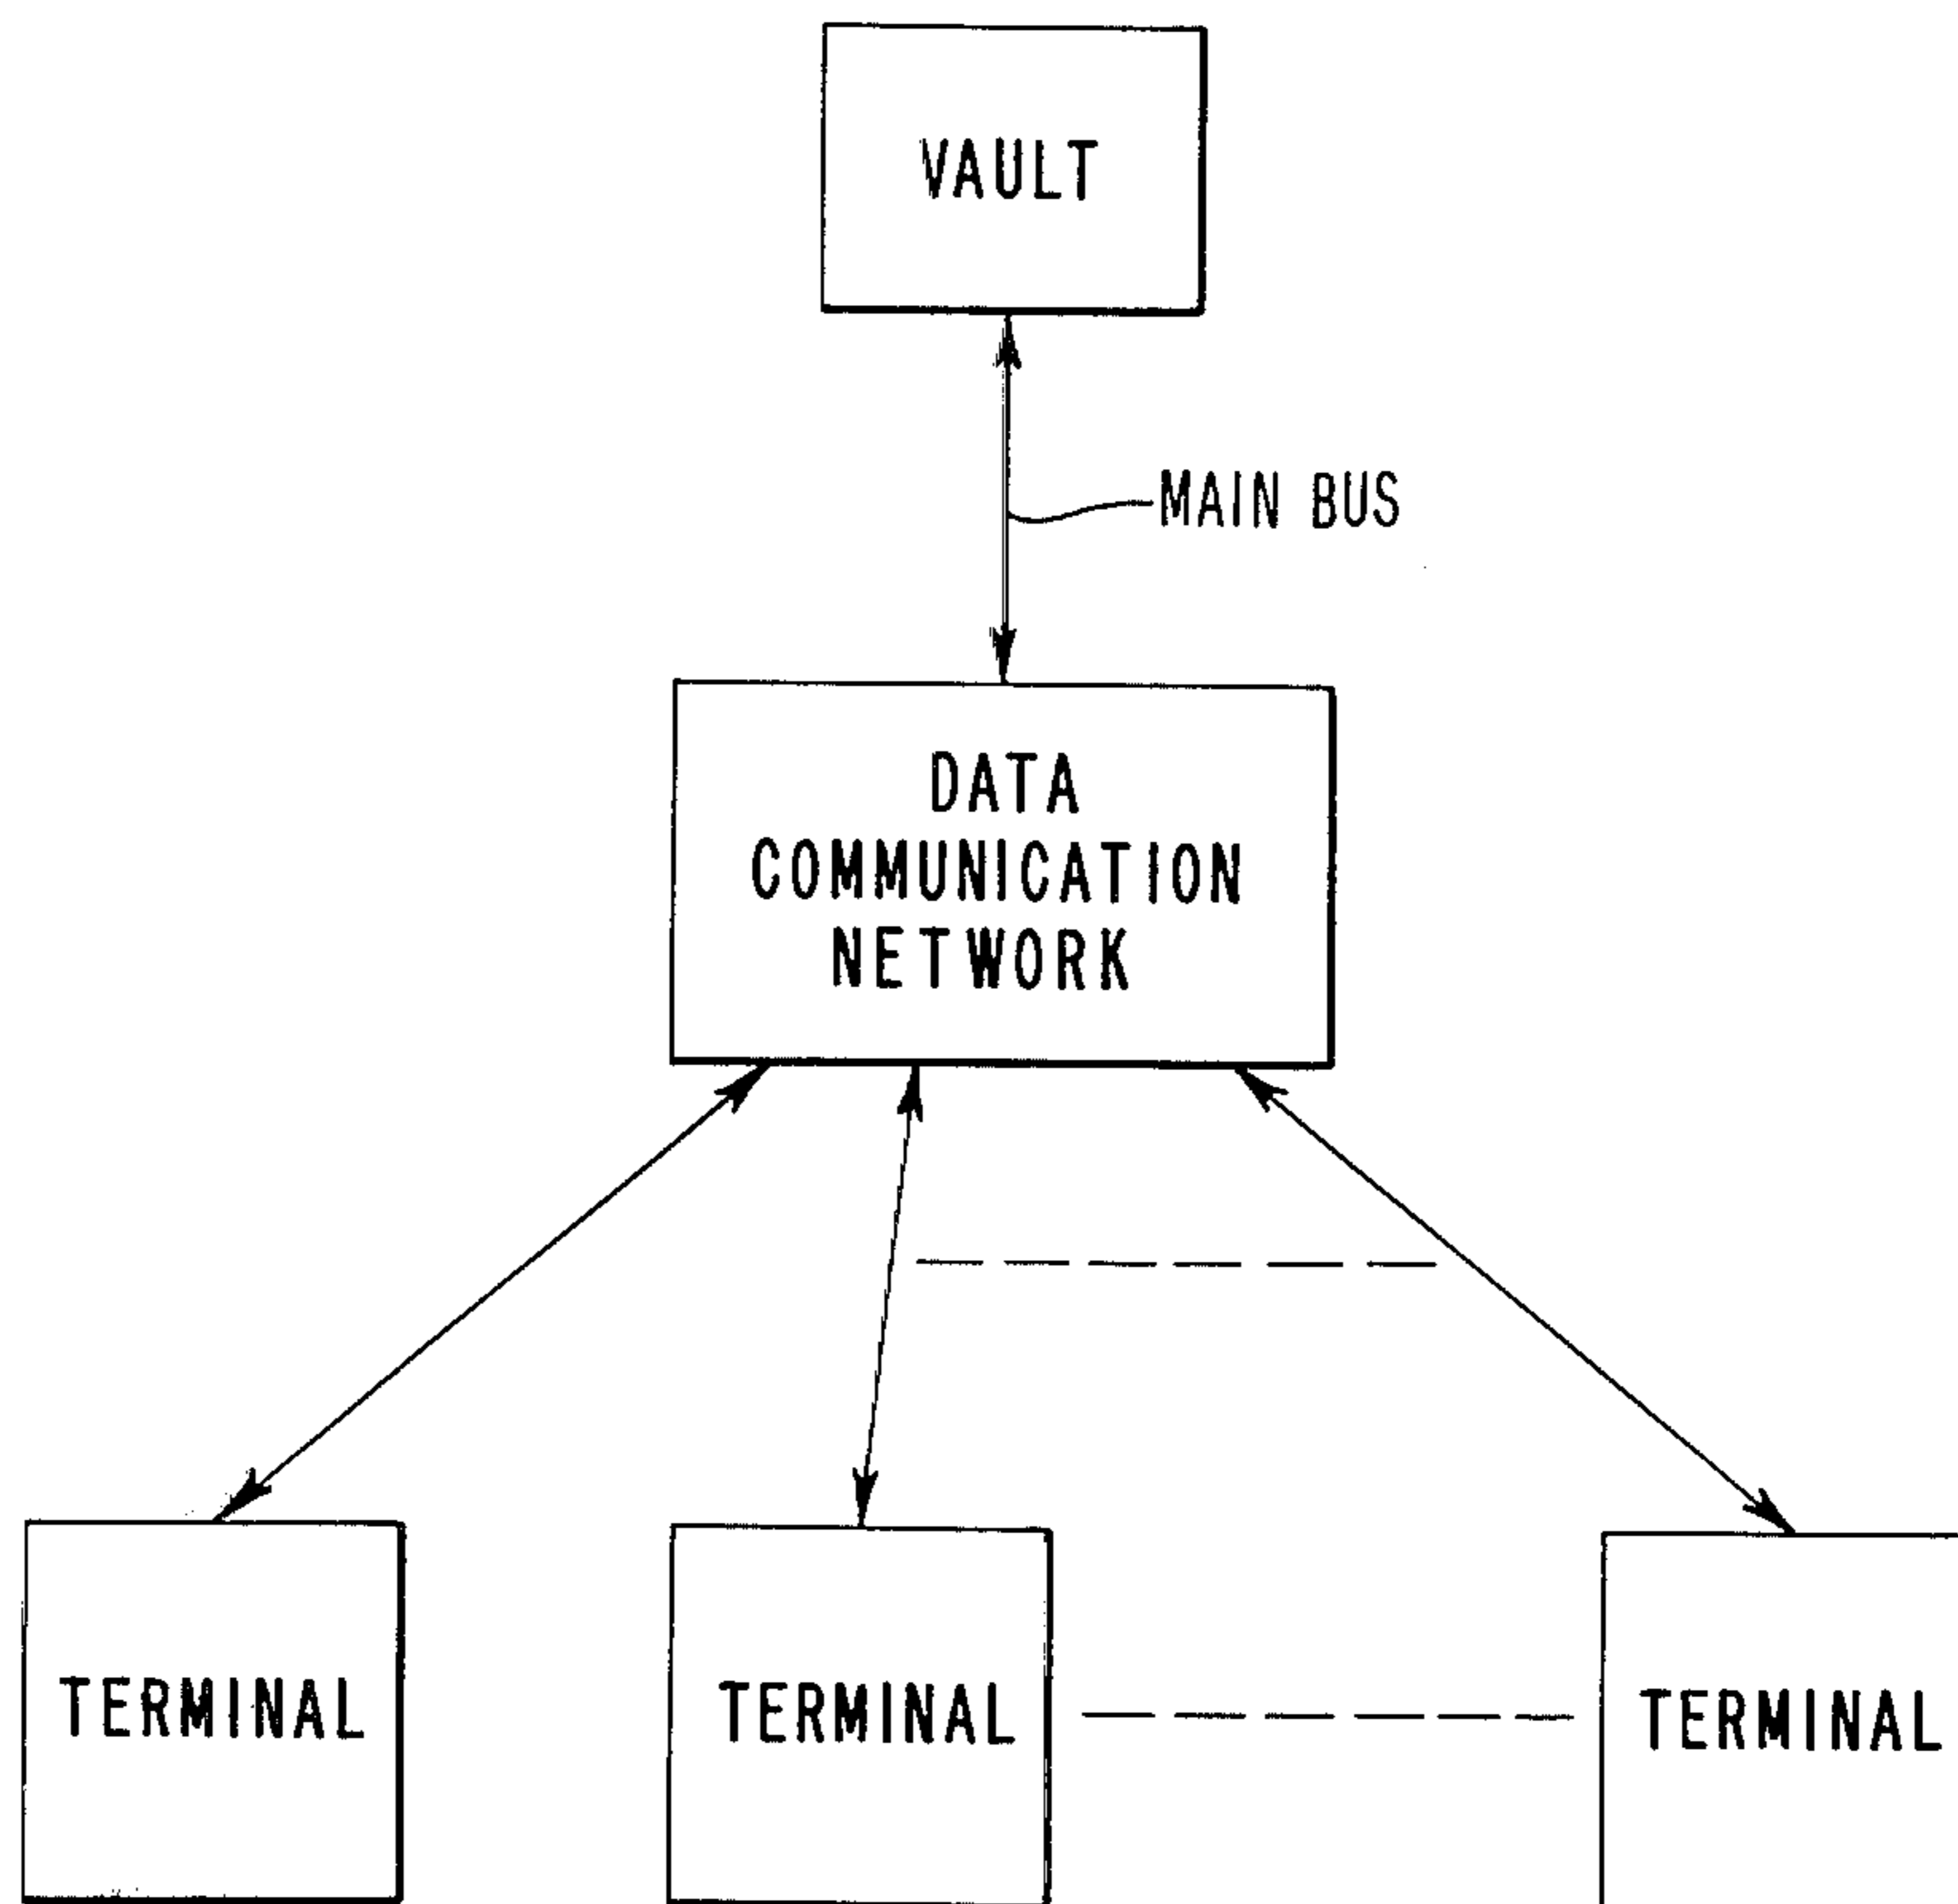 VAULT
MAIN BUS
DATA
COMMUNICATION
NETWORK
TERMINAL
TERMINAL
TERMINAL